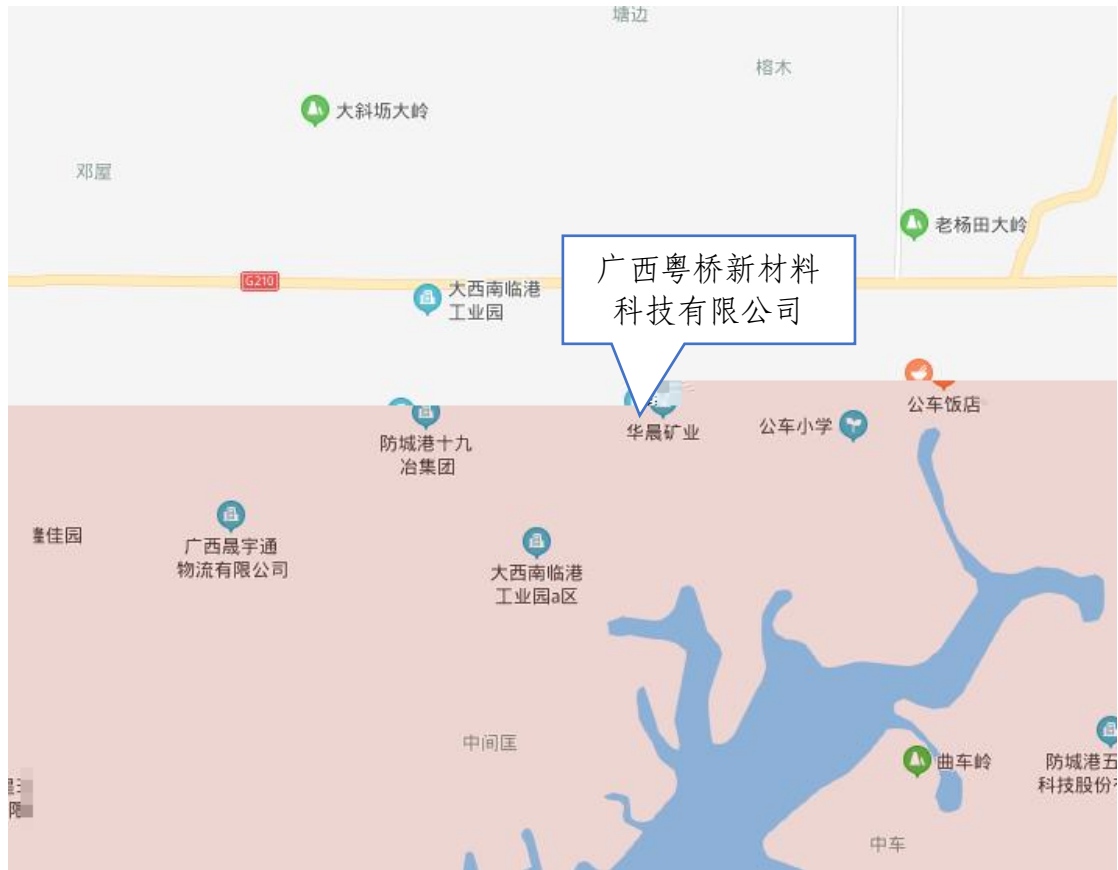 塘边
榕木
大斜坜大岭
邓屋
老杨田大岭
G210
大西南临港
工业园
广西粤桥新材料
科技有限公司
公车饭店
华晨矿业
公车小学
防城港十九
冶集团
佳园
广西晟宇通
物流有限公司
大西南临港
工业园a区
中间匡
曲车岭
防城港五
科技股份
中车